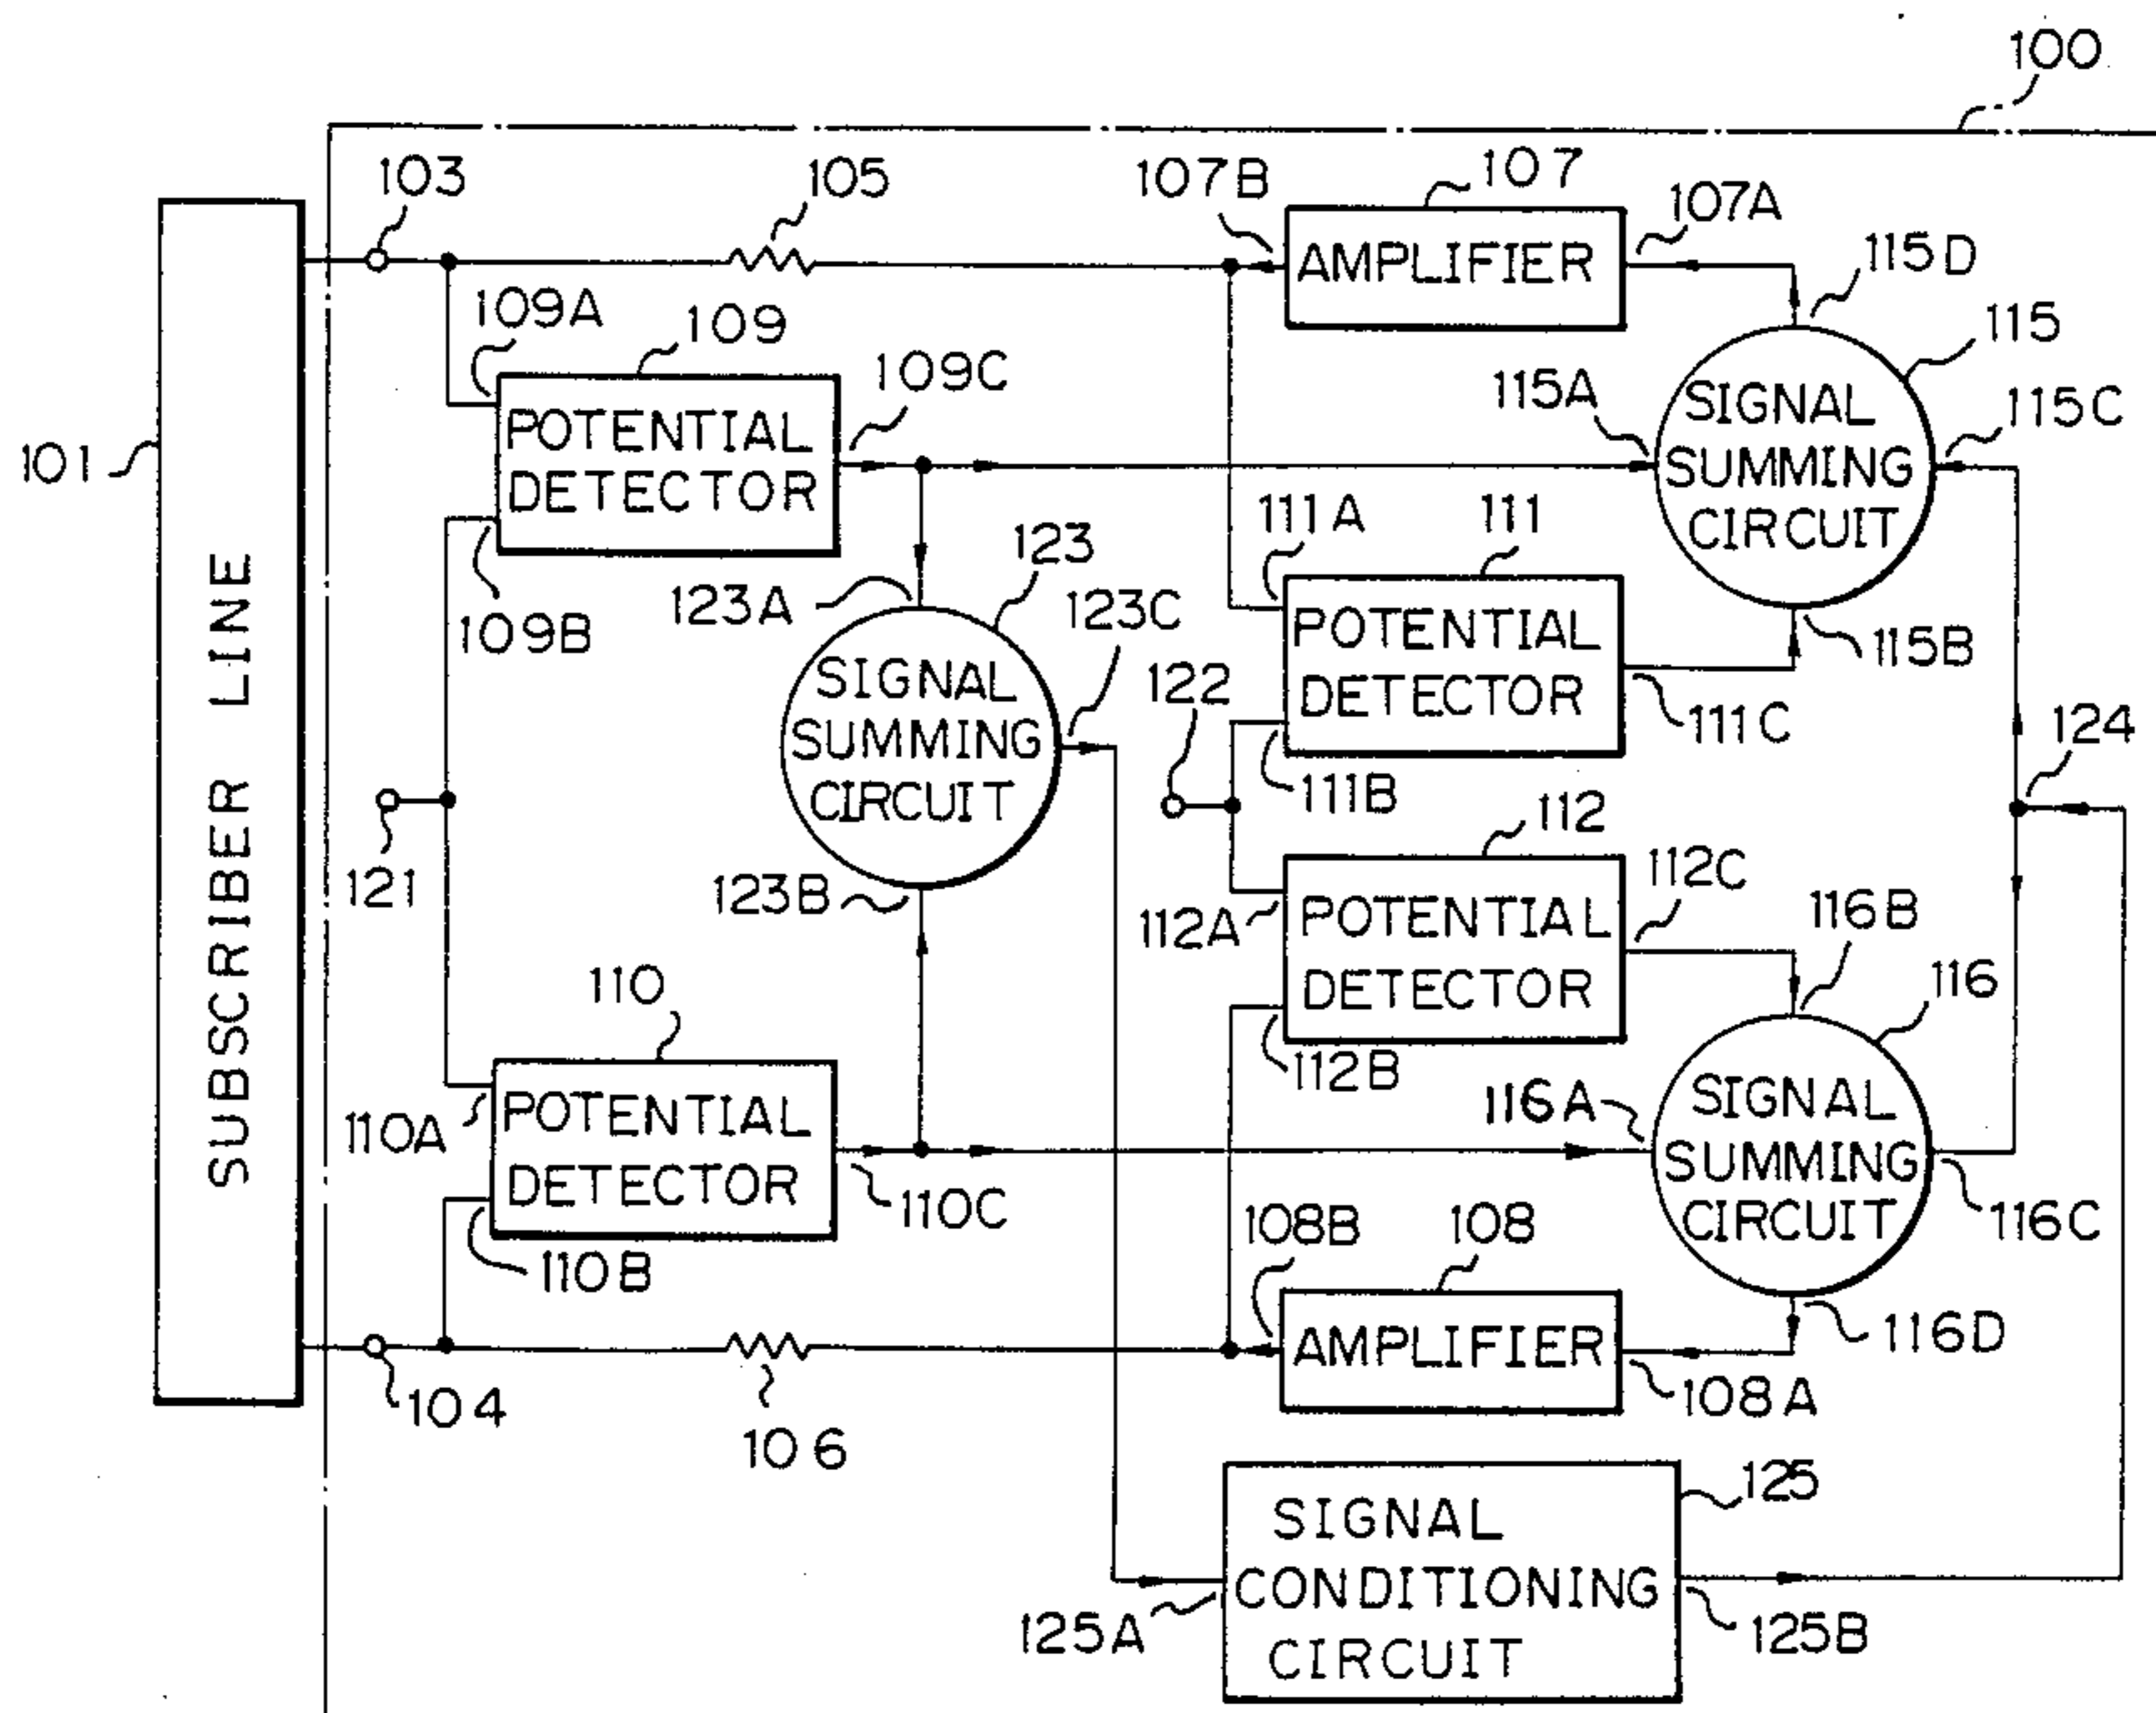 100
103
105
107B
107
107A
115D
AMPLIFIER
109A
109
109C
115A
115
115C
POTENTIAL
DETECTOR
SIGNAL
SUMMING
CIRCUIT
101
111A
111
123
123A
123C
109B
115B
POTENTIAL
DETECTOR
122
111C
124
SIGNAL
SUMMING
CIRCUIT
111B
SUBSCRIBER LINE
121
112
112C
123B
112A
116B
POTENTIAL
DETECTOR
110
116
112B
116A
110A
POTENTIAL
DETECTOR
SIGNAL
SUMMING
CIRCUIT
110C
116C
110B
108B
108
116D
AMPLIFIER
104
108A
106
125
SIGNAL
CONDITIONING
CIRCUIT
125A
125B